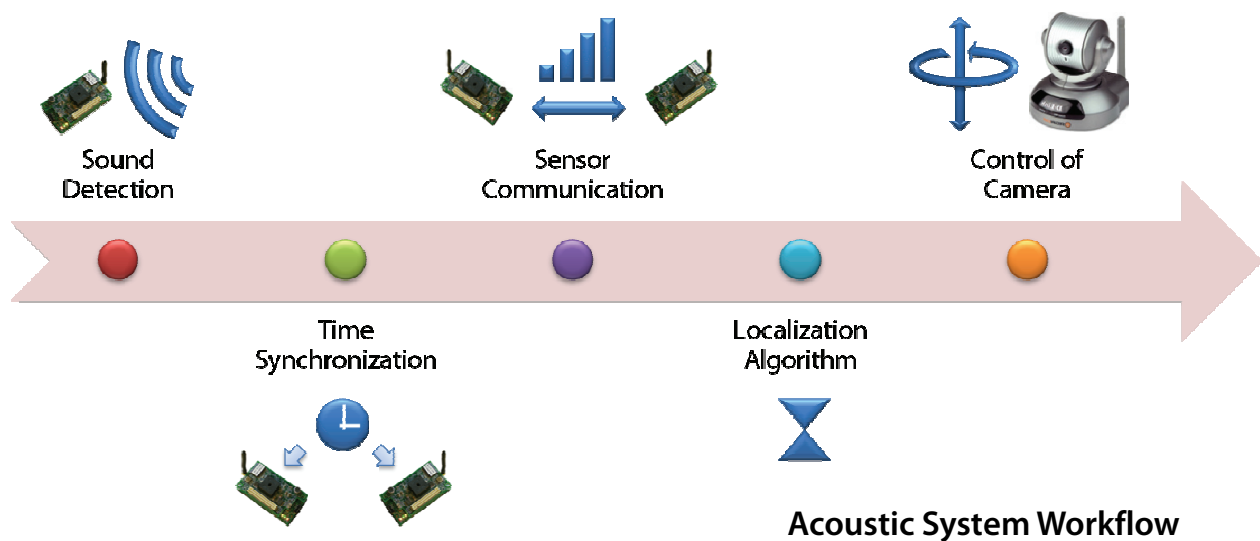 Sound
Detection
Sensor
Communication
Control of
Camera
Time
Synchronization
Localization
Algorithm
Acoustic System Workflow